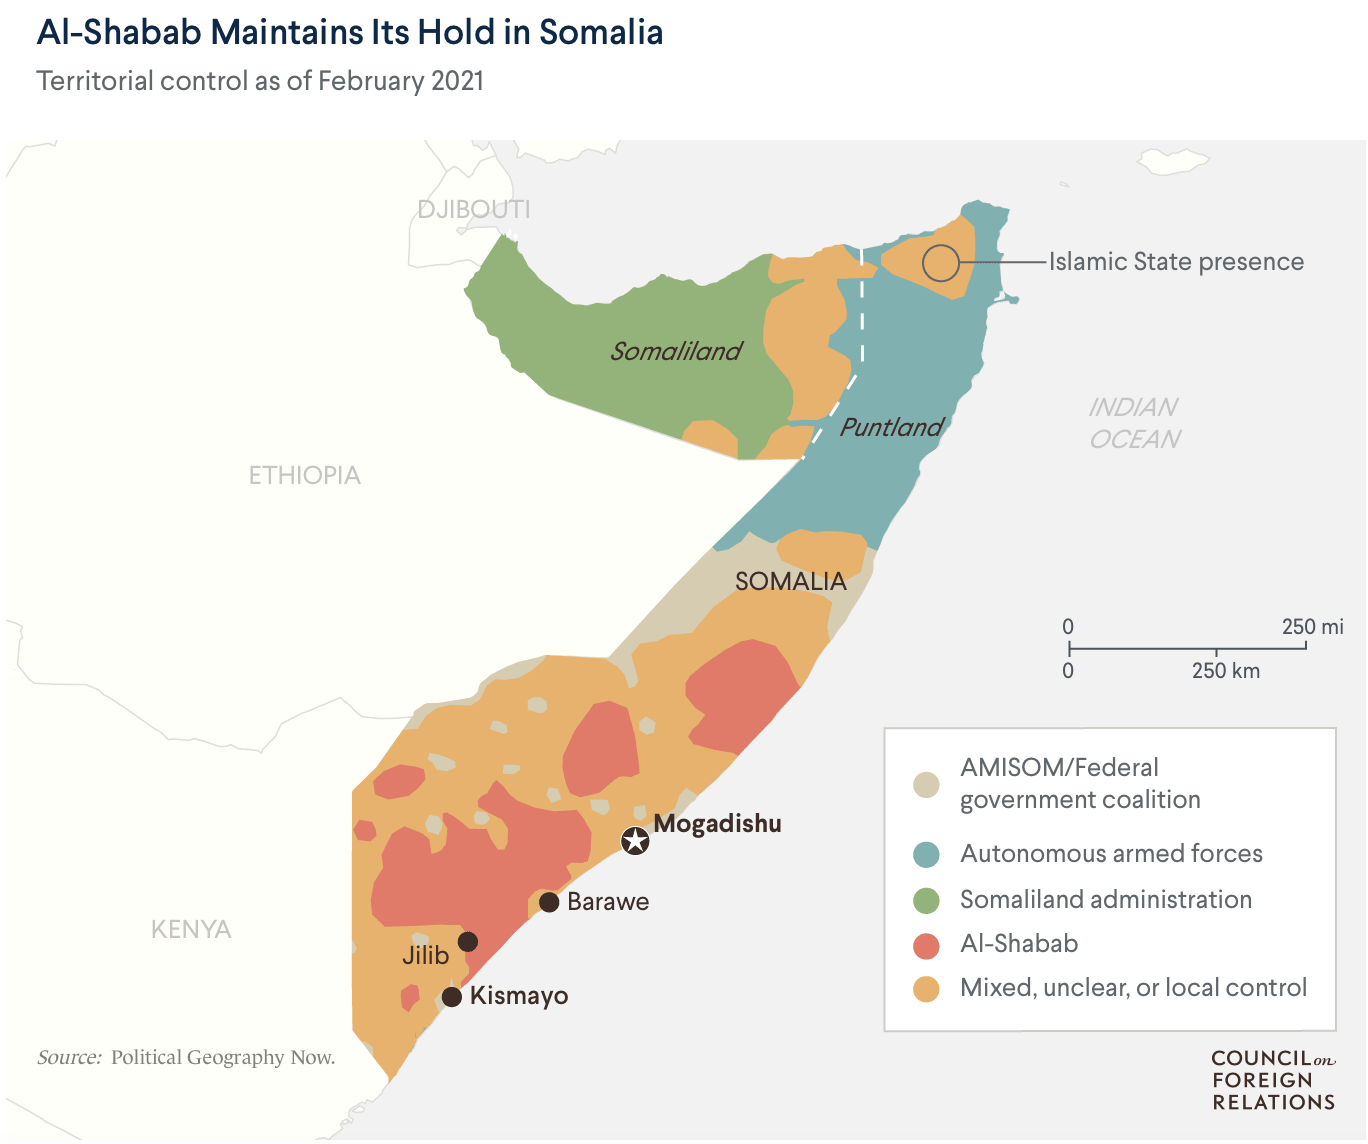 Al-Shabab Maintains Its Hold in Somalia
Territorial control as of February 2021
DJIBOUTI
Islamic State presence
Somaliland
INDIAN
OCEAN
Puntland
ETHIOPIA
SOMALIA
0
250 mi
0
250 km
AMISOM/Federal
government coalition
Autonomous armed forces
Somaliland administration
Al-Shabab
Mixed, unclear, or local control
Mogadishu
Barawe
KENYA
Jilib
Kismayo
Source: Political Geography Now.
COUNCIL on
FOREIGN
RELATIONS